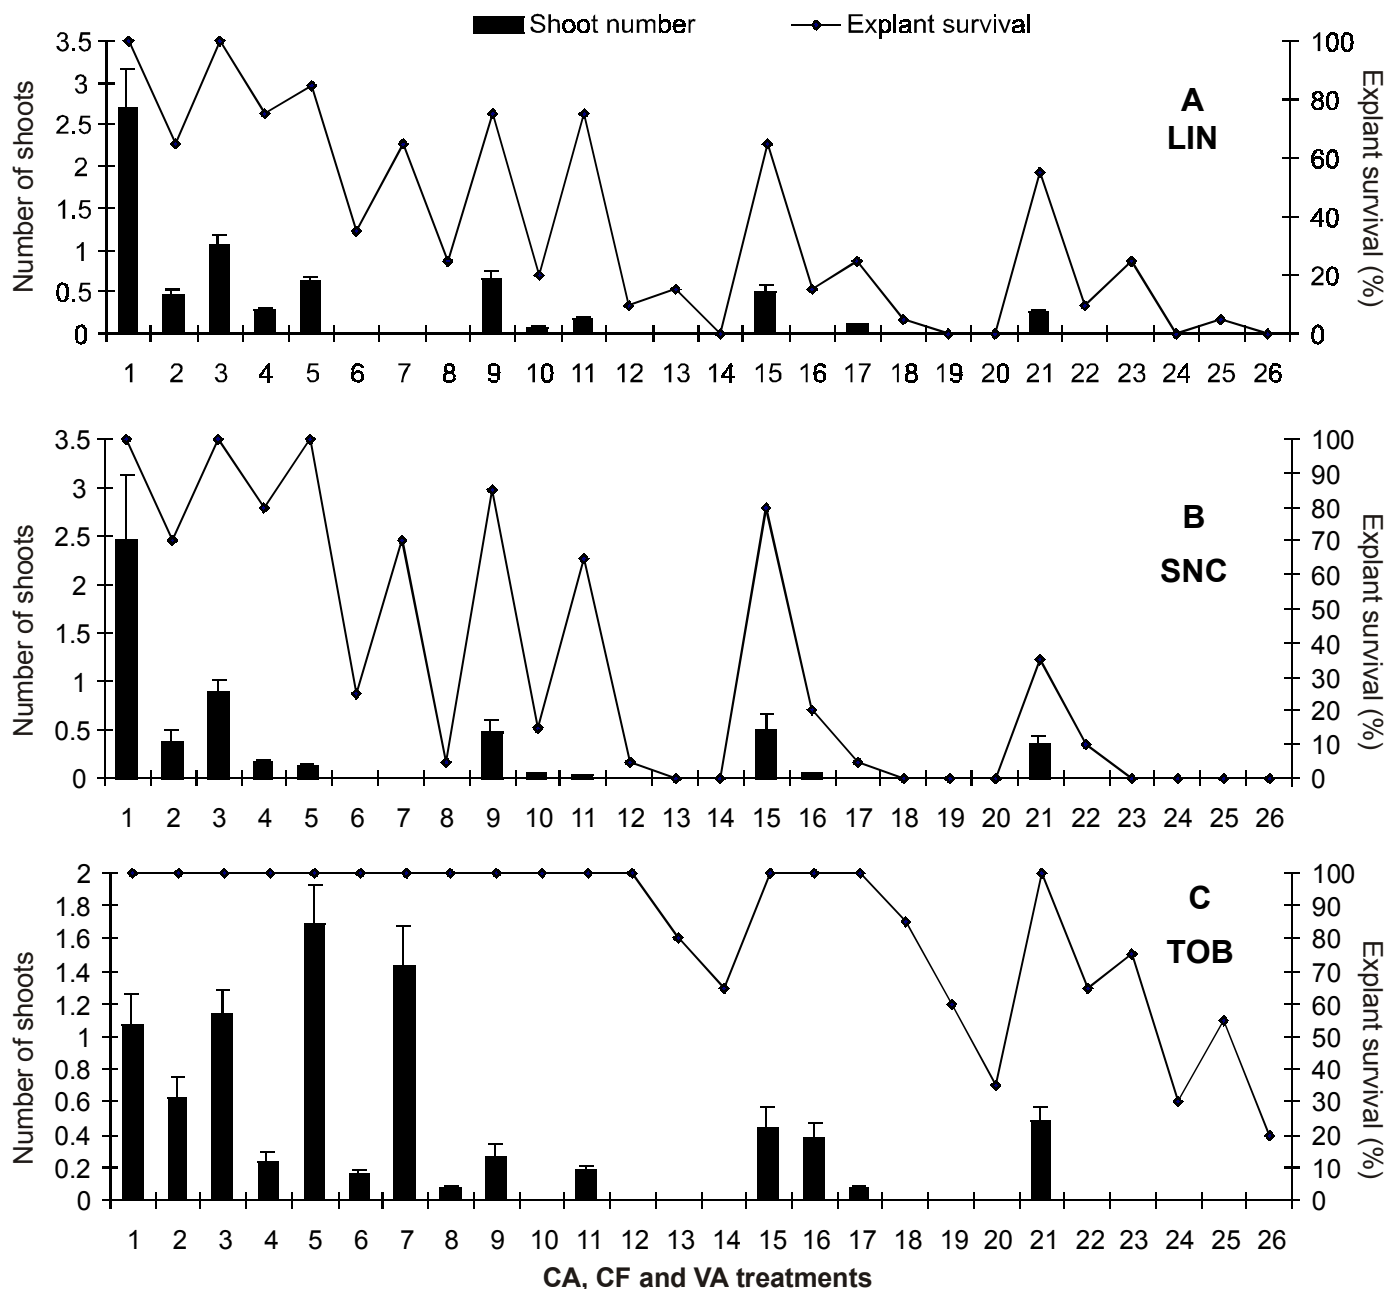 Shoot number Explant survival
3.5 3 2.5 2 1.5 1 0.5 0
Number of shoots
100 80 60 40 20 0
Explant survival (%)
A
LIN
1 2 3 4 5 6 7 8 9 10 11 12 13 14 15 16 17 18 19 20 21 22 23 24 25 26
3.5 3 2.5 2 1.5 1 0.5 0
Number of shoots
100 90 80 70 60 50 40 30 20 10 0
Explant survival (%)
B
SNC
1 2 3 4 5 6 7 8 9 10 11 12 13 14 15 16 17 18 19 20 21 22 23 24 25 26
2 1.8 1.6 1.4 1.2 1 0.8 0.6 0.4 0.2 0
Number of shoots
100 90 80 70 60 50 40 30 20 10 0
Explant survival (%)
C
TOB
1 2 3 4 5 6 7 8 9 10 11 12 13 14 15 16 17 18 19 20 21 22 23 24 25 26
CA, CF and VA treatments